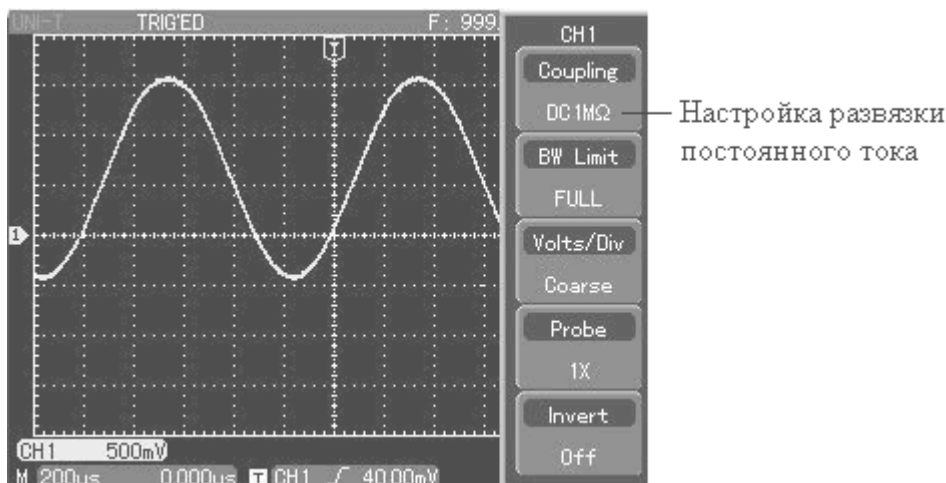 UNI-T TRIG'ED F: 999.
CH1
Coupling
DC 1MΩ
Настройка развязки
постоянного тока
BW Limit
FULL
Volts/Div
Coarse
Probe
1X
Invert
Off
T
1
CH1 500mV
M 200us 0.000us T CH1 / 40.00mV